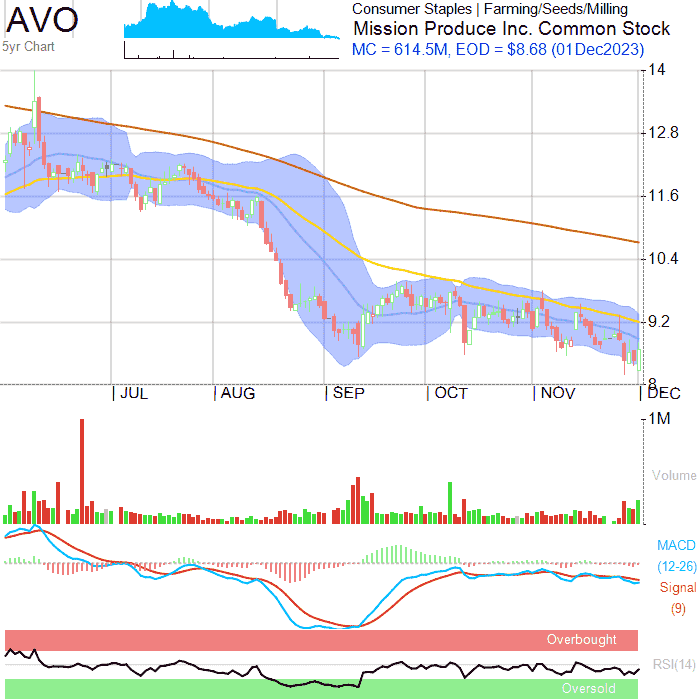 AVO
5yr Chart
Consumer Staples | Farming/Seeds/Milling
Mission Produce Inc. Common Stock
MC = 614.5M, EOD = $8.68 (01Dec2023)
14
12.8
11.6
10.4
9.2
8
| JUL
| AUG
| SEP
| OCT
| NOV
| DEC
1M
Volume
MACD
(12-26)
Signal
(9)
Overbought
RSI(14)
Oversold